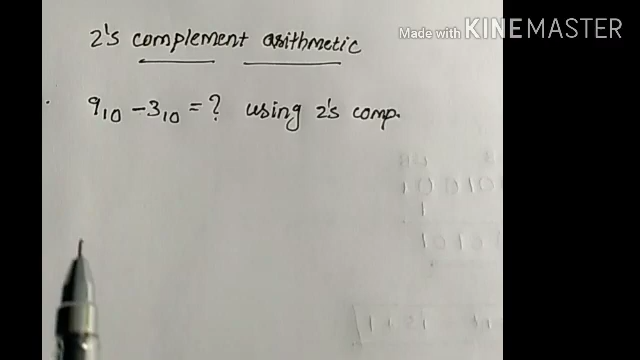 Made with KINEMASTER
2's complement arithmetic
9₁₀ - 3₁₀ = ? using 2's comp.